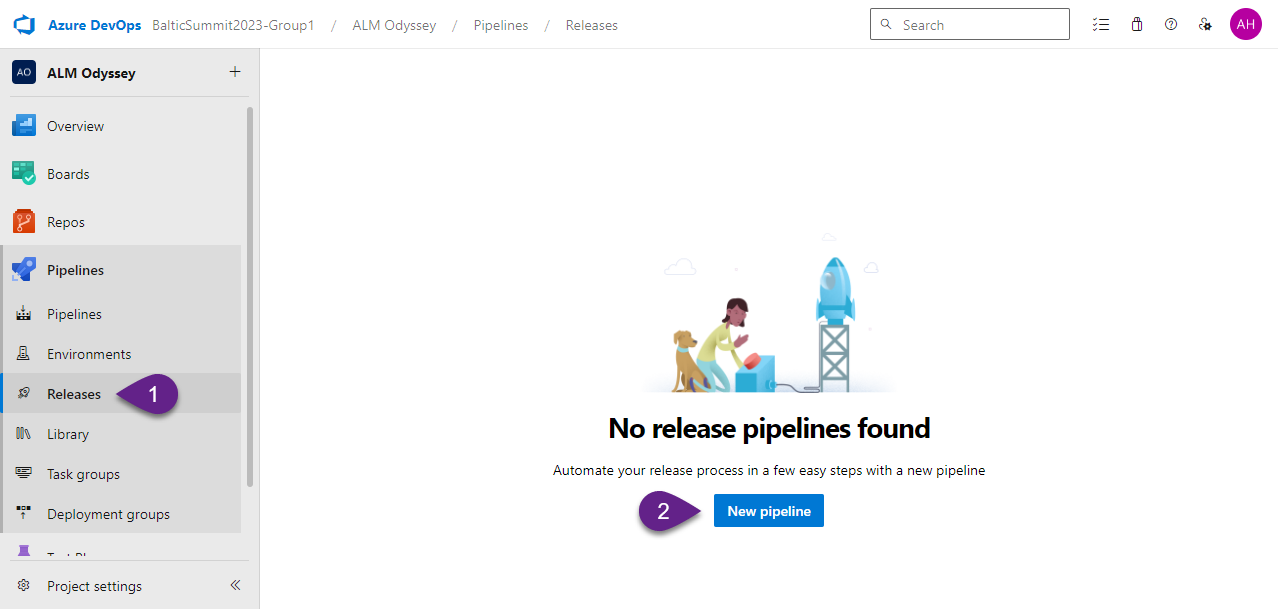 Azure DevOps BalticSummit2023-Group1 / ALM Odyssey / Pipelines / Releases Search AH
AO ALM Odyssey +
Overview
Boards
Repos
Pipelines
Pipelines
Environments
Releases 1
Library
Task groups
Deployment groups
Project settings
No release pipelines found
Automate your release process in a few easy steps with a new pipeline
2 New pipeline